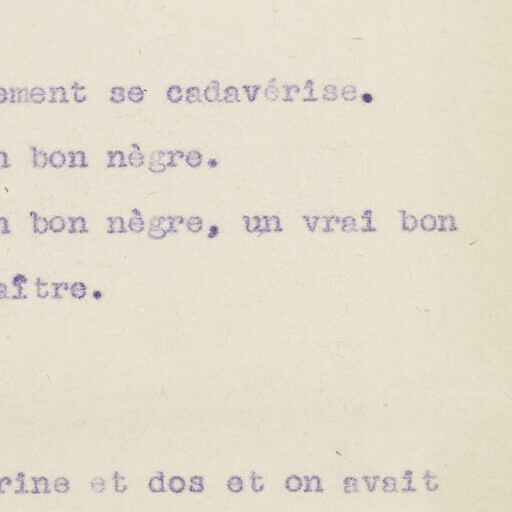 ement se cadavérise.
n bon nègre.
n bon nègre, un vrai bon
aître.
rine et dos et on avait